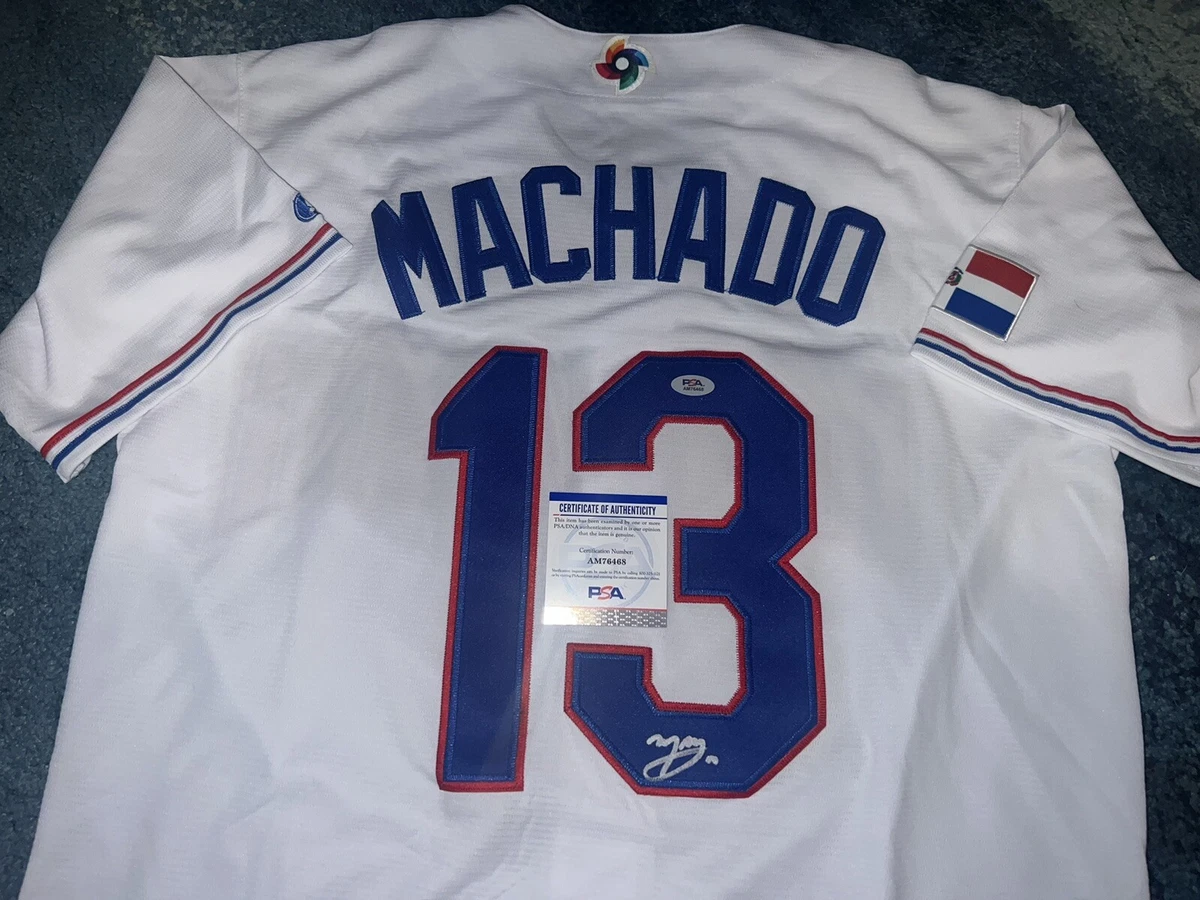 MACHADO
13
PSA
AM76468
CERTIFICATE OF AUTHENTICITY
This item has been examined by one or more
PSA/DNA authenticators and it is our opinion
that the item is genuine.
Certification Number:
AM76468
PSA